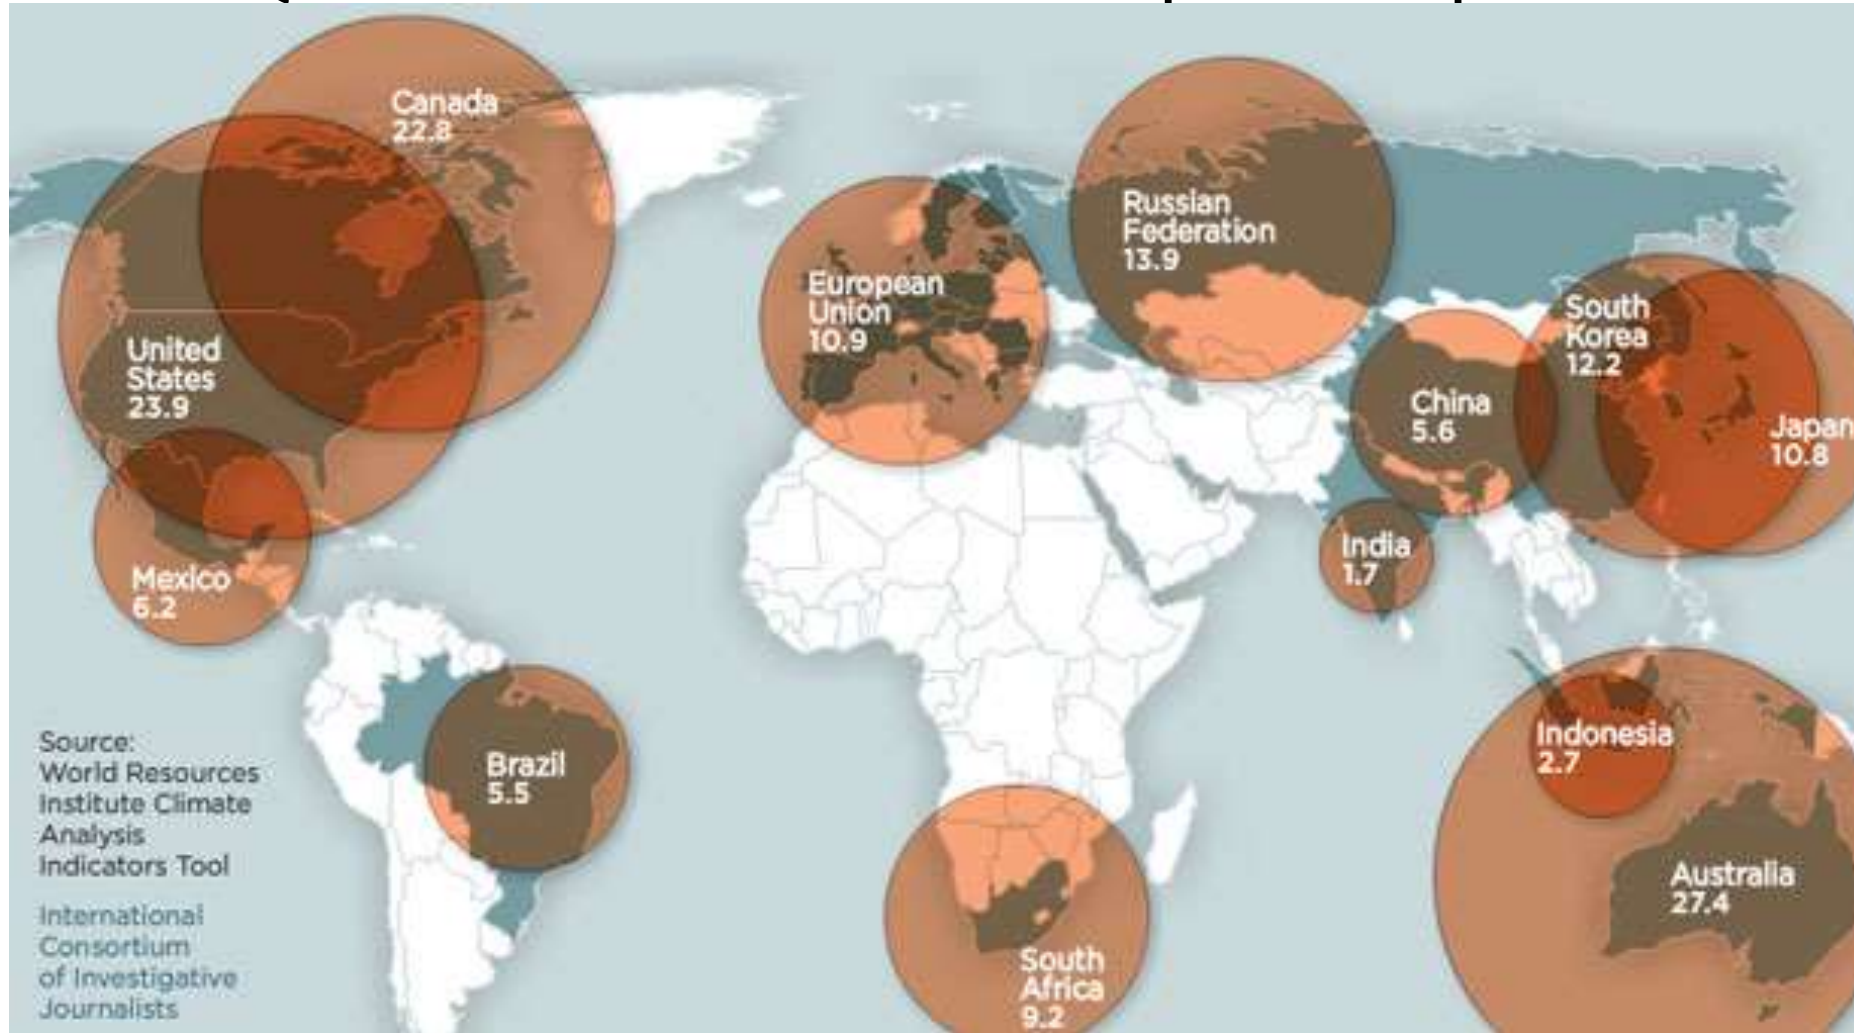 Canada
22.8
United
States
23.9
Mexico
6.2
Brazil
5.5
European
Union
10.9
Russian
Federation
13.9
South
Korea
12.2
China
5.6
Japan
10.8
India
1.7
Indonesia
2.7
Australia
27.4
South
Africa
9.2
Source:
World Resources
Institute Climate
Analysis
Indicators Tool
International
Consortium
of Investigative
Journalists